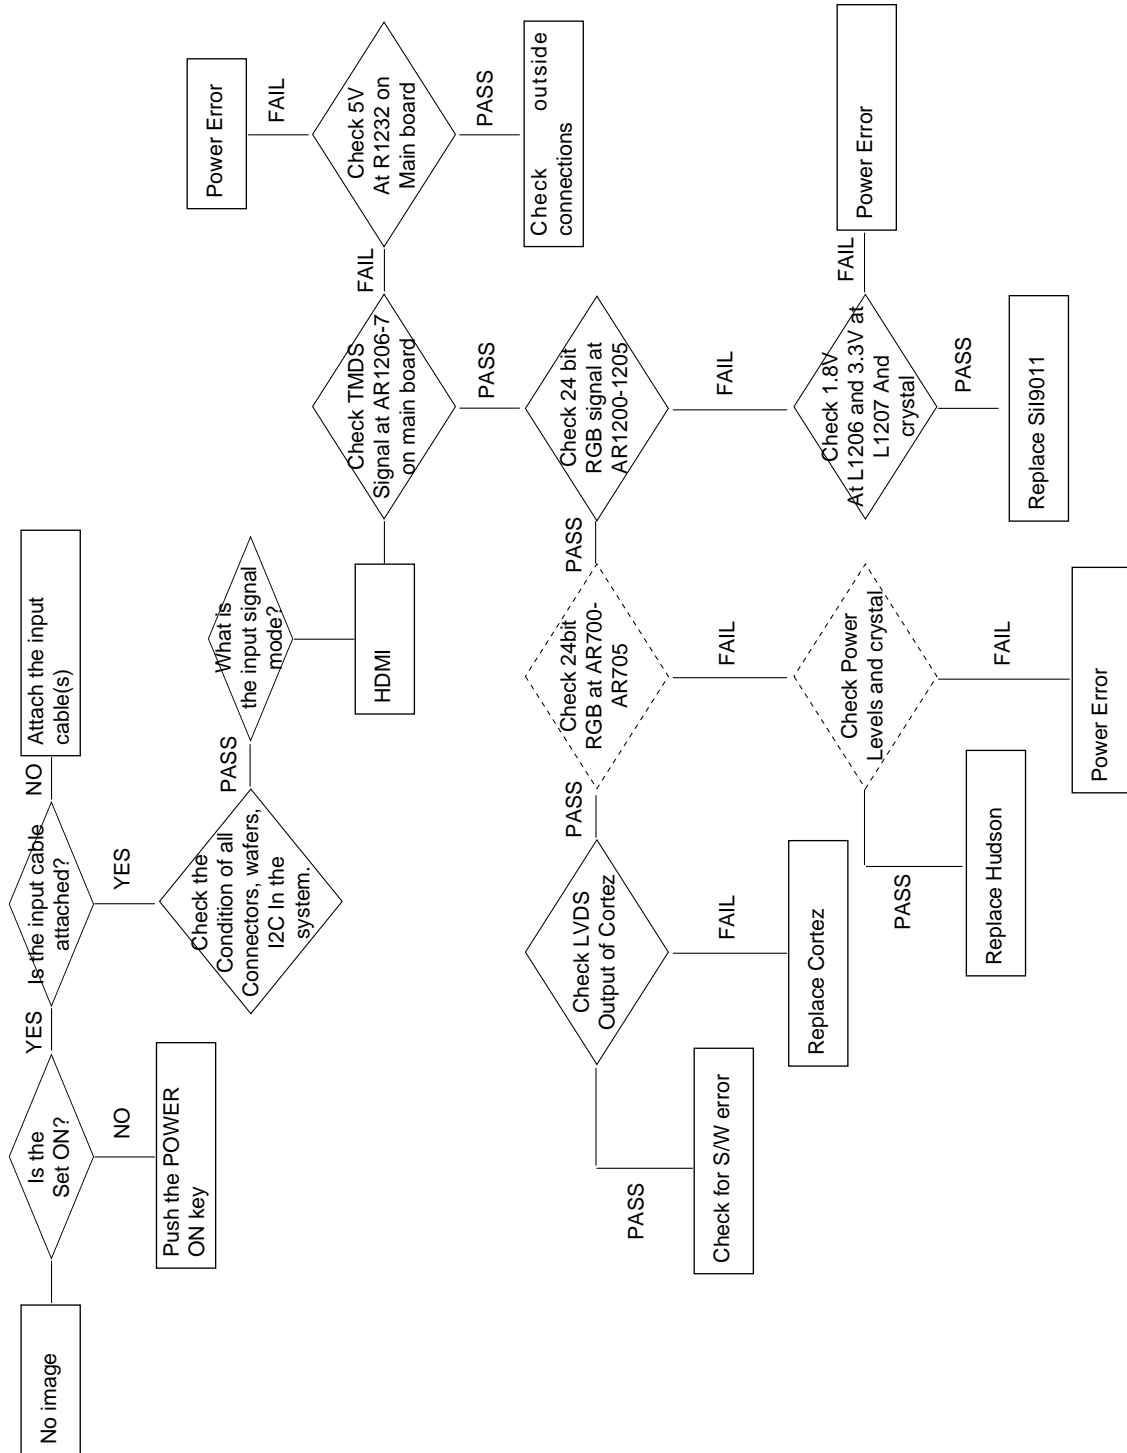 No image
Is the
Set ON?
YES
NO
Push the POWER
ON key
Is the input cable
attached?
NO
Attach the input
cable(s)
YES
Check the
Condition of all
Connectors, wafers,
I2C In the
system.
PASS
What is
the input signal
mode?
HDMI
Check TMDS
Signal at AR1206-7
on main board
FAIL
Check 5V
At R1232 on
Main board
FAIL
Power Error
PASS
Check outside
connections
PASS
Check 24 bit
RGB signal at
AR1200-1205
FAIL
Check 1.8V
At L1206 and 3.3V at
L1207 And
crystal
FAIL
Power Error
PASS
Replace SiI9011
PASS
Check 24bit
RGB at AR700-
AR705
FAIL
Check Power
Levels and crystal
FAIL
Power Error
PASS
Replace Hudson
PASS
Check LVDS
Output of Cortez
FAIL
Replace Cortez
PASS
Check for S/W error